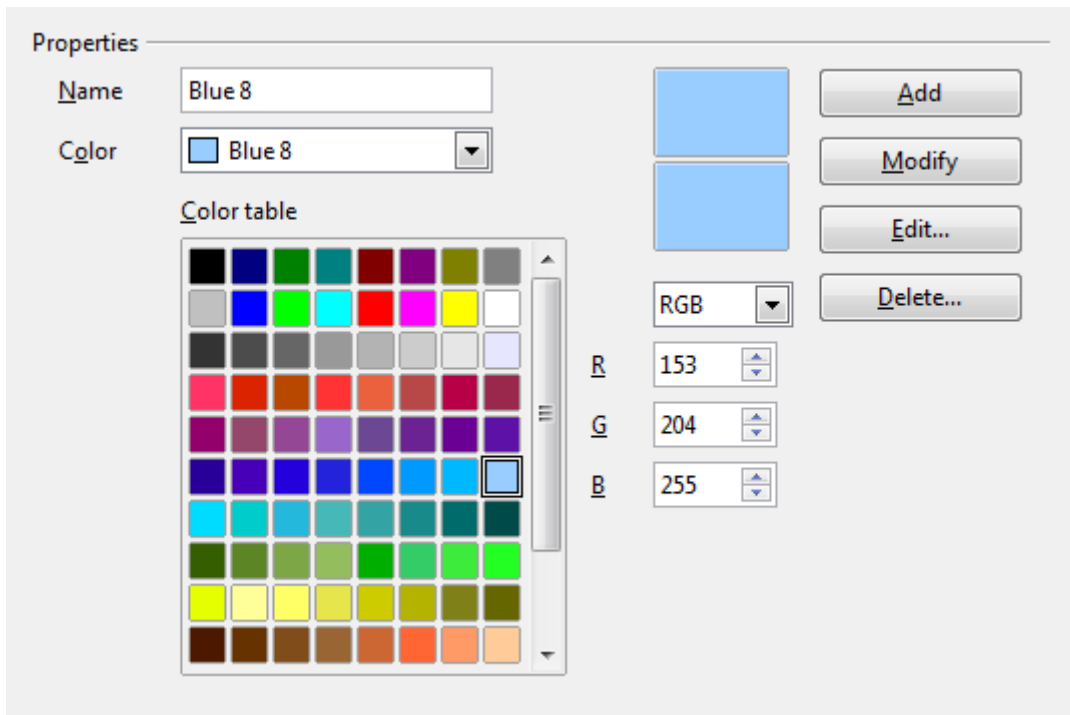 Properties
Name Blue 8 Add
Color Blue 8 Modify
Color table
Edit...
RGB Delete...
R 153
G 204
B 255